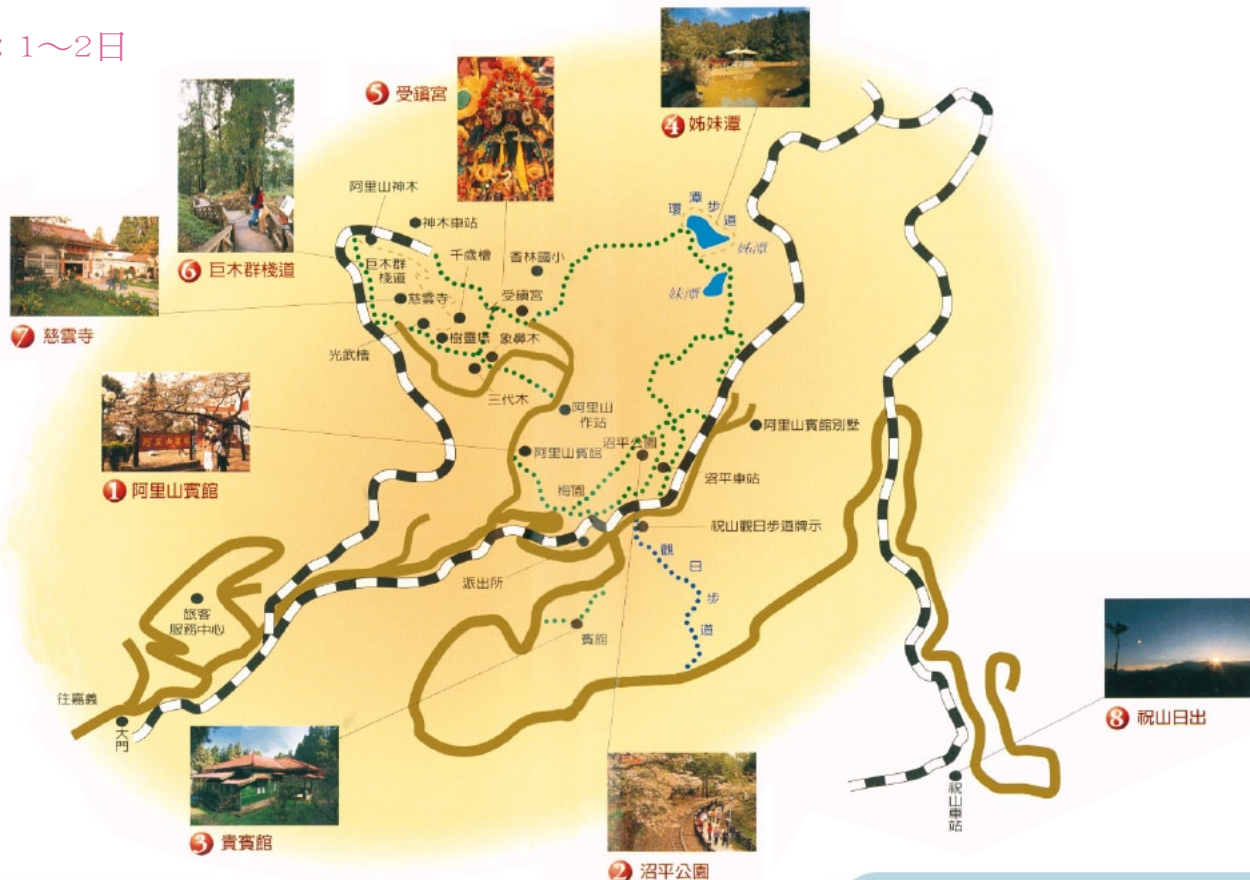 : 1～2日
⑤ 受鎮宮
④ 姊妹潭
阿里山神木
神木車站
環潭步道
姊潭
妹潭
⑥ 巨木群棧道
巨木群
棧道
千歲檜
香林國小
受鎮宮
慈雲寺
⑦ 慈雲寺
光武檜
樹靈塔
象鼻木
三代木
阿里山
作站
阿里山賓館別墅
沼平公園
阿里山賓館
① 阿里山賓館
梅園
沼平車站
祝山觀日步道牌示
觀日步道
派出所
旅客
服務中心
賓館
往嘉義
大門
⑧ 祝山日出
祝山車站
③ 貴賓館
② 沼平公園